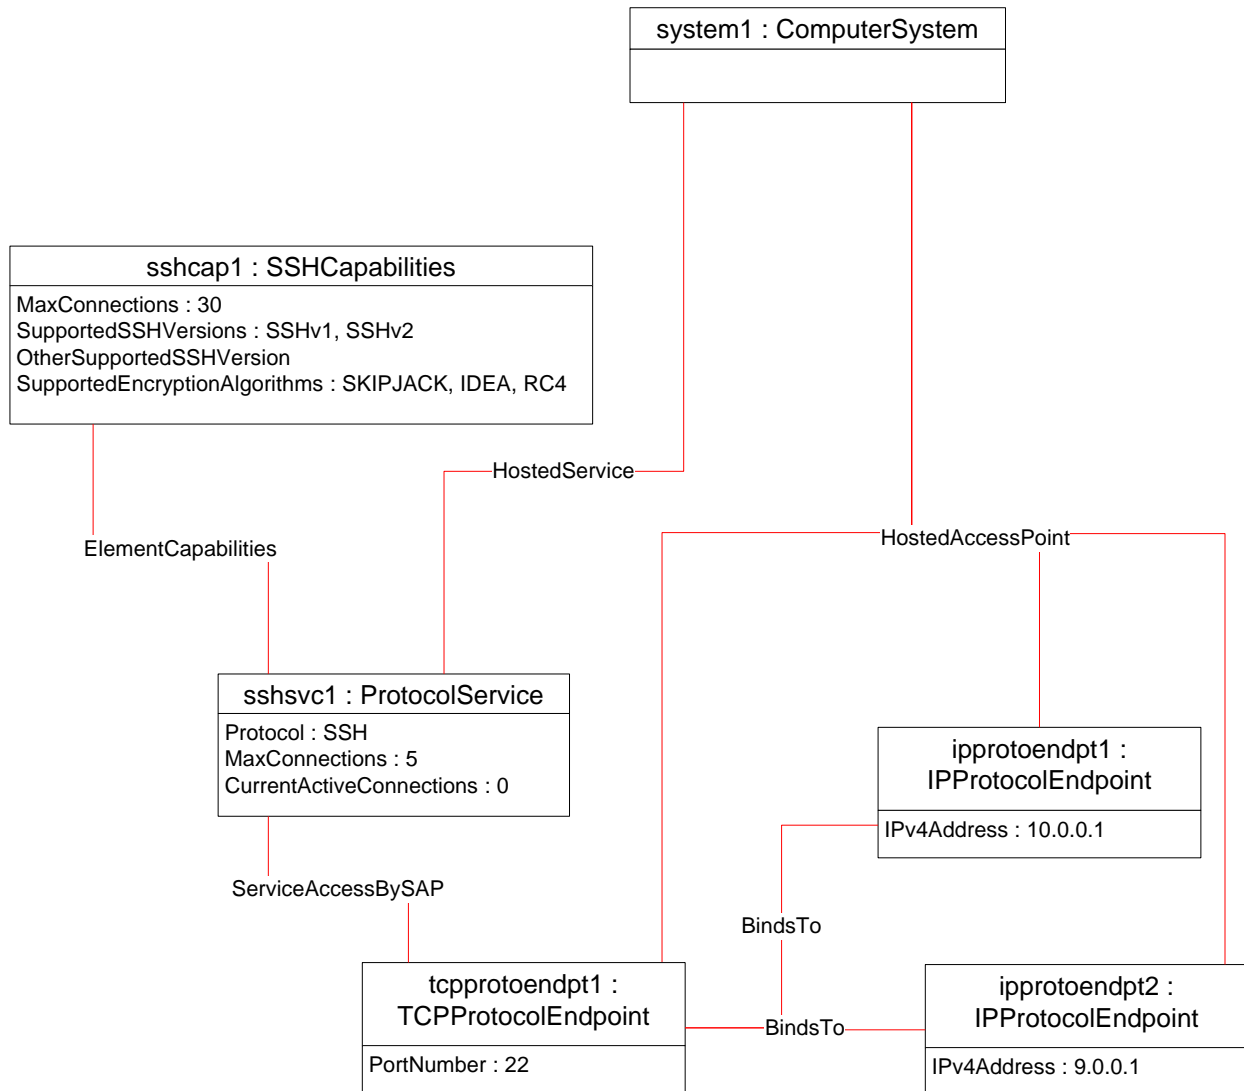 system1 : ComputerSystem
sshcap1 : SSHCapabilities
MaxConnections : 30
SupportedSSHVersions : SSHv1, SSHv2
OtherSupportedSSHVersion
SupportedEncryptionAlgorithms : SKIPJACK, IDEA, RC4
HostedService
HostedAccessPoint
ElementCapabilities
sshsvc1 : ProtocolService
Protocol : SSH
MaxConnections : 5
CurrentActiveConnections : 0
ipprotoendpt1 :
IPProtocolEndpoint
IPv4Address : 10.0.0.1
ServiceAccessBySAP
BindsTo
tcpprotoendpt1 :
TCPProtocolEndpoint
PortNumber : 22
BindsTo
ipprotoendpt2 :
IPProtocolEndpoint
IPv4Address : 9.0.0.1